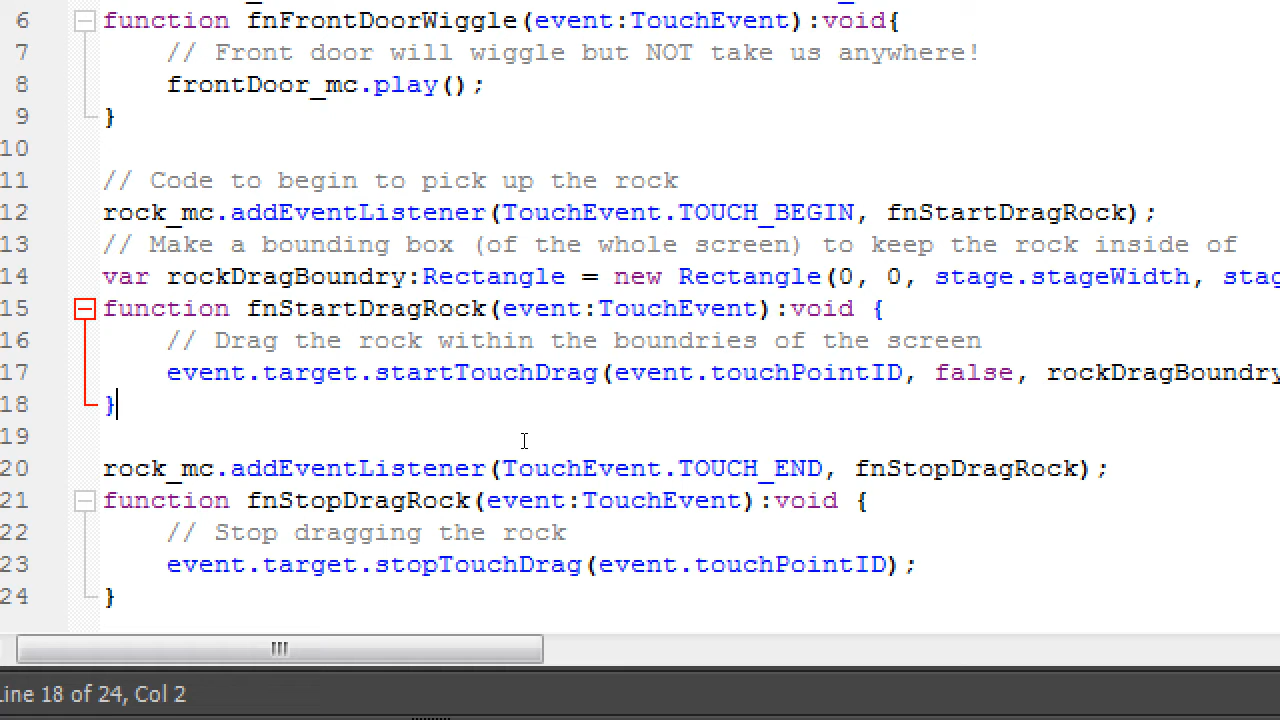 6 function fnFrontDoorWiggle(event:TouchEvent):void{
7 // Front door will wiggle but NOT take us anywhere!
8 frontDoor_mc.play();
9 }
10
11 // Code to begin to pick up the rock
12 rock_mc.addEventListener(TouchEvent.TOUCH_BEGIN, fnStartDragRock);
13 // Make a bounding box (of the whole screen) to keep the rock inside of
14 var rockDragBoundry:Rectangle = new Rectangle(0, 0, stage.stageWidth, stag
15 function fnStartDragRock(event:TouchEvent):void {
16 // Drag the rock within the boundries of the screen
17 event.target.startTouchDrag(event.touchPointID, false, rockDragBoundry
18 }
19
20 rock_mc.addEventListener(TouchEvent.TOUCH_END, fnStopDragRock);
21 function fnStopDragRock(event:TouchEvent):void {
22 // Stop dragging the rock
23 event.target.stopTouchDrag(event.touchPointID);
24 }
Line 18 of 24, Col 2